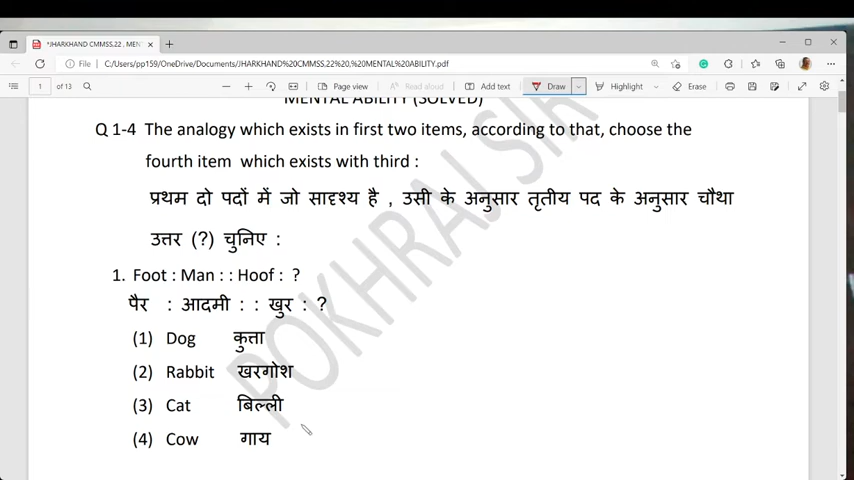 *JHARKHAND CMMSS,22 , MEN
File C:/Users/pp159/OneDrive/Documents/JHARKHAND%20CMMSS,22%20.%20MENTAL%20ABILITY.pdf
1 of 13 Page view Read aloud Add text Draw Highlight Erase
MENTAL ABILITY (SOLVED)
Q 1-4 The analogy which exists in first two items, according to that, choose the
fourth item which exists with third :
प्रथम दो पदों में जो सादृश्य है , उसी के अनुसार तृतीय पद के अनुसार चौथा
उत्तर (?) चुनिए :
1. Foot : Man : : Hoof : ?
पैर : आदमी : : खुर : ?
(1) Dog कुत्ता
(2) Rabbit खरगोश
(3) Cat बिल्ली
(4) Cow गाय
POKHRAJ SIR